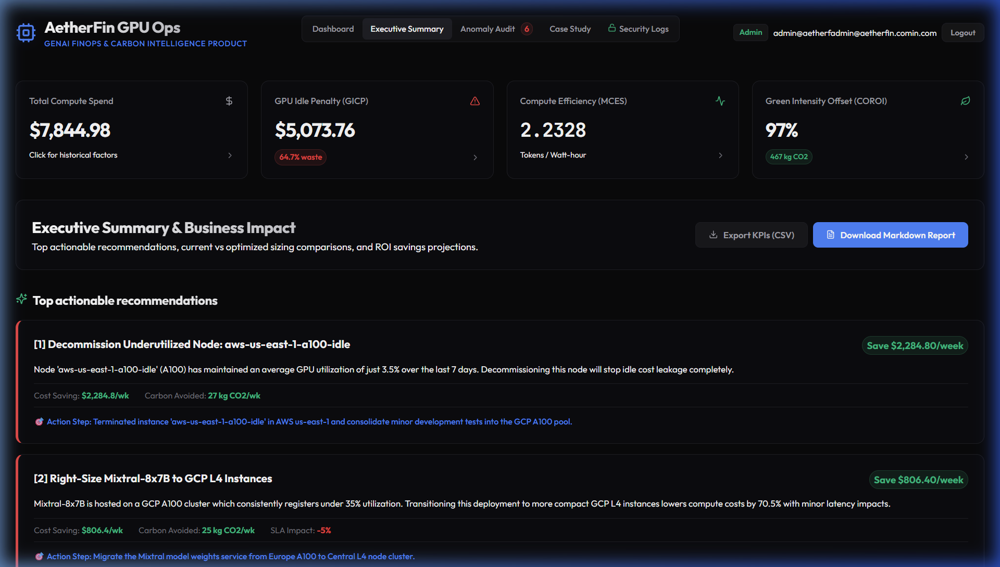 AetherFin GPU Ops
GENAI FINOPS & CARBON INTELLIGENCE PRODUCT
Dashboard
Executive Summary
Anomaly Audit 6
Case Study
Security Logs
Admin
admin@aetherfadmin@aetherfin.comin.com
Logout
Total Compute Spend
$7,844.98
Click for historical factors
GPU Idle Penalty (GICP)
$5,073.76
64.7% waste
Compute Efficiency (MCES)
2.2328
Tokens / Watt-hour
Green Intensity Offset (COROI)
97%
467 kg CO2
Executive Summary & Business Impact
Top actionable recommendations, current vs optimized sizing comparisons, and ROI savings projections.
Export KPIs (CSV)
Download Markdown Report
Top actionable recommendations
[1] Decommission Underutilized Node: aws-us-east-1-a100-idle
Save $2,284.80/week
Node 'aws-us-east-1-a100-idle' (A100) has maintained an average GPU utilization of just 3.5% over the last 7 days. Decommissioning this node will stop idle cost leakage completely.
Cost Saving: $2,284.8/wk
Carbon Avoided: 27 kg CO2/wk
Action Step: Terminated instance 'aws-us-east-1-a100-idle' in AWS us-east-1 and consolidate minor development tests into the GCP A100 pool.
[2] Right-Size Mixtral-8x7B to GCP L4 Instances
Save $806.40/week
Mixtral-8x7B is hosted on a GCP A100 cluster which consistently registers under 35% utilization. Transitioning this deployment to more compact GCP L4 instances lowers compute costs by 70.5% with minor latency impacts.
Cost Saving: $806.4/wk
Carbon Avoided: 25 kg CO2/wk
SLA Impact: -5%
Action Step: Migrate the Mixtral model weights service from Europe A100 to Central L4 node cluster.